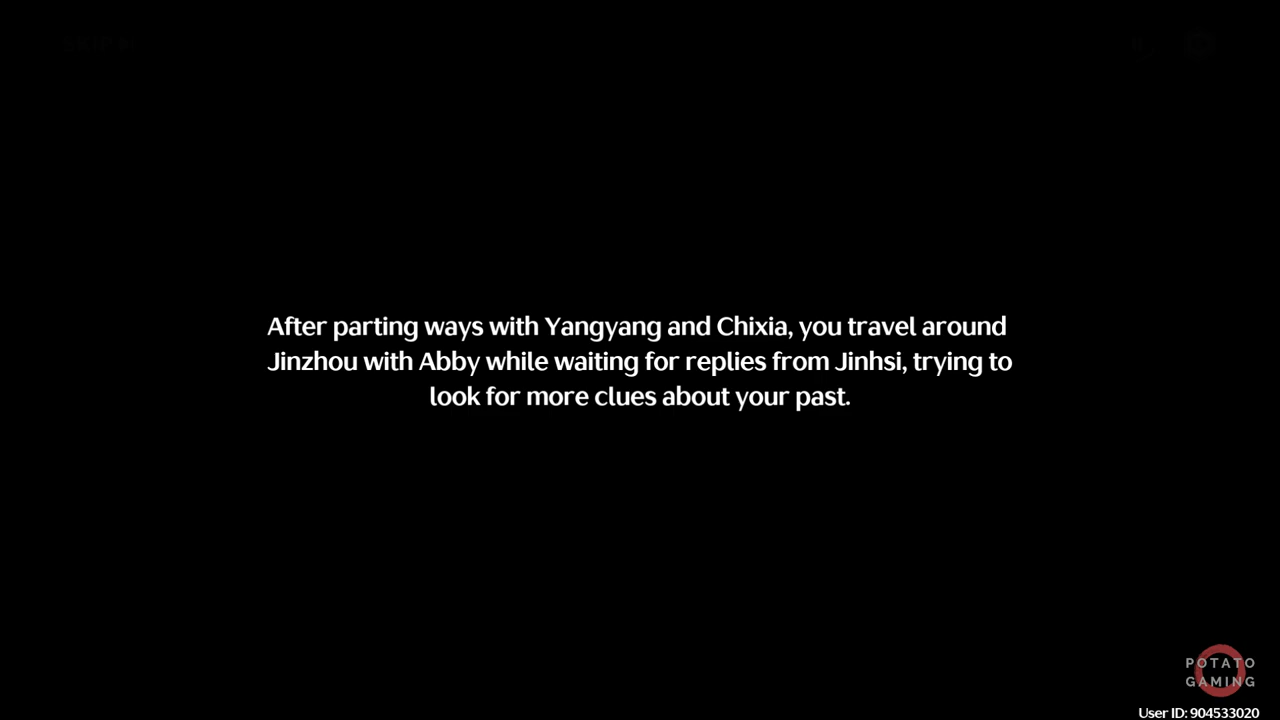 After parting ways with Yangyang and Chixia, you travel around
Jinzhou with Abby while waiting for replies from Jinhsi, trying to
look for more clues about your past.
POTATO
GAMING
User ID: 904533020